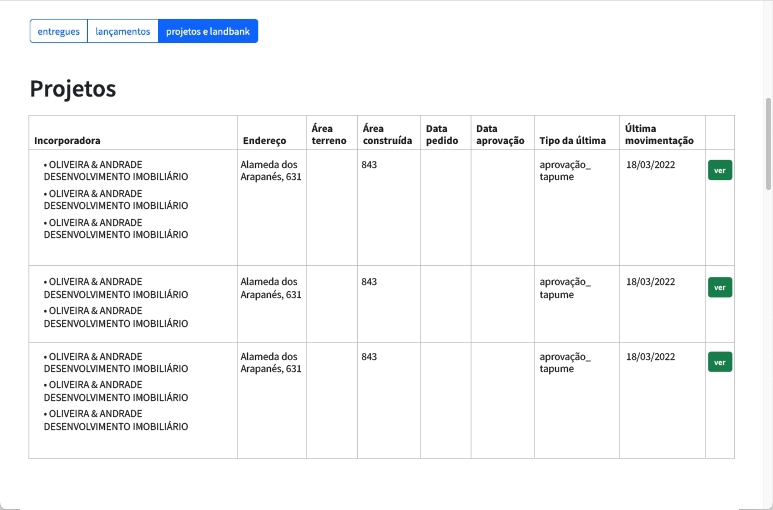 entregues lançamentos projetos e landbank
Projetos
Incorporadora Endereço Área terreno Área construída Data pedido Data aprovação Tipo da última Última movimentação
• OLIVEIRA & ANDRADE
DESENVOLVIMENTO IMOBILIÁRIO
• OLIVEIRA & ANDRADE
DESENVOLVIMENTO IMOBILIÁRIO
• OLIVEIRA & ANDRADE
DESENVOLVIMENTO IMOBILIÁRIO
Alameda dos
Arapanés, 631
843
aprovação_
tapume
18/03/2022
ver
• OLIVEIRA & ANDRADE
DESENVOLVIMENTO IMOBILIÁRIO
• OLIVEIRA & ANDRADE
DESENVOLVIMENTO IMOBILIÁRIO
Alameda dos
Arapanés, 631
843
aprovação_
tapume
18/03/2022
ver
• OLIVEIRA & ANDRADE
DESENVOLVIMENTO IMOBILIÁRIO
• OLIVEIRA & ANDRADE
DESENVOLVIMENTO IMOBILIÁRIO
• OLIVEIRA & ANDRADE
DESENVOLVIMENTO IMOBILIÁRIO
Alameda dos
Arapanés, 631
843
aprovação_
tapume
18/03/2022
ver